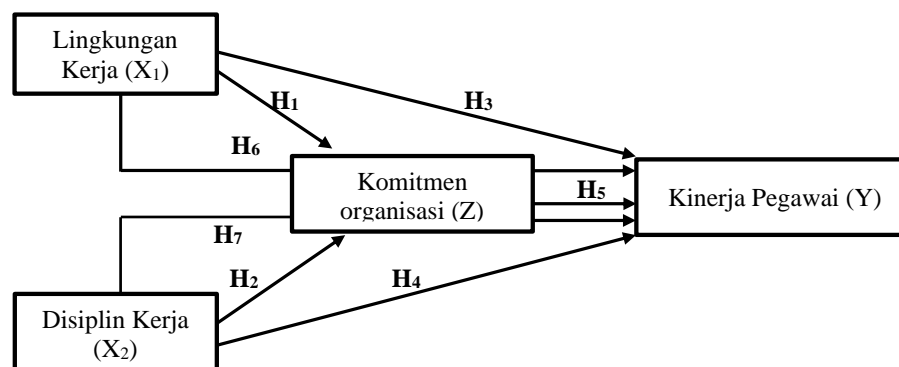 Lingkungan
Kerja (X₁)
H₃
H₁
H₆
Komitmen
organisasi (Z)
H₅
Kinerja Pegawai (Y)
H₇
H₂
H₄
Disiplin Kerja
(X₂)